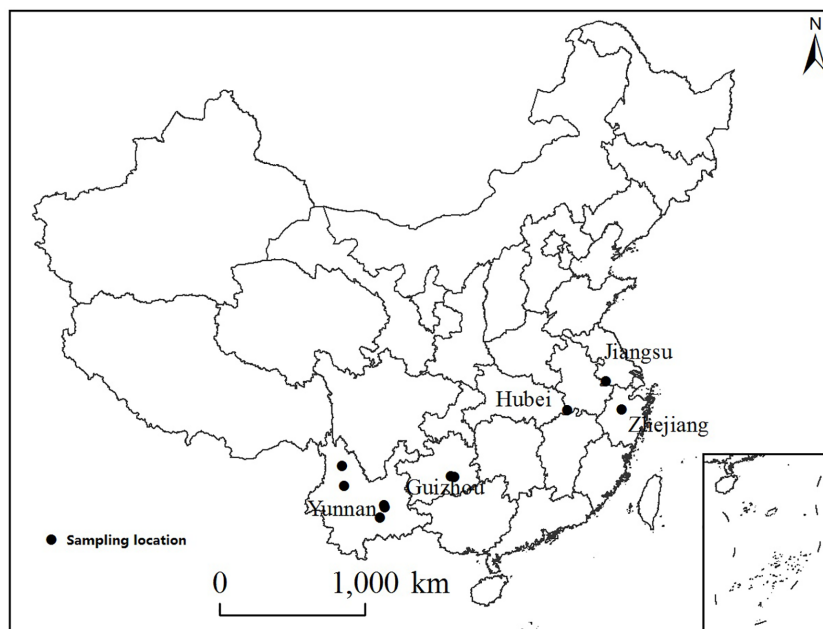 N
Jiangsu
Hubei
Zhejiang
Guizhou
Yunnan
Sampling location
0 1,000 km